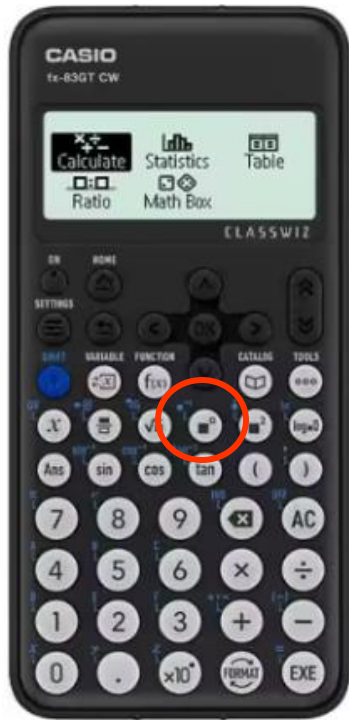 CASIO
fx-83GT CW
Calculate Statistics Table
Ratio Math Box
CLASSWIZ
ON HOME
SETTINGS
OK
SHIFT VARIABLE FUNCTION CATALOG TOOLS
f(x)
x √ ■² log
Ans sin cos tan ( )
7 8 9 AC
4 5 6 × ÷
1 2 3 + −
0 . ×10 FORMAT EXE